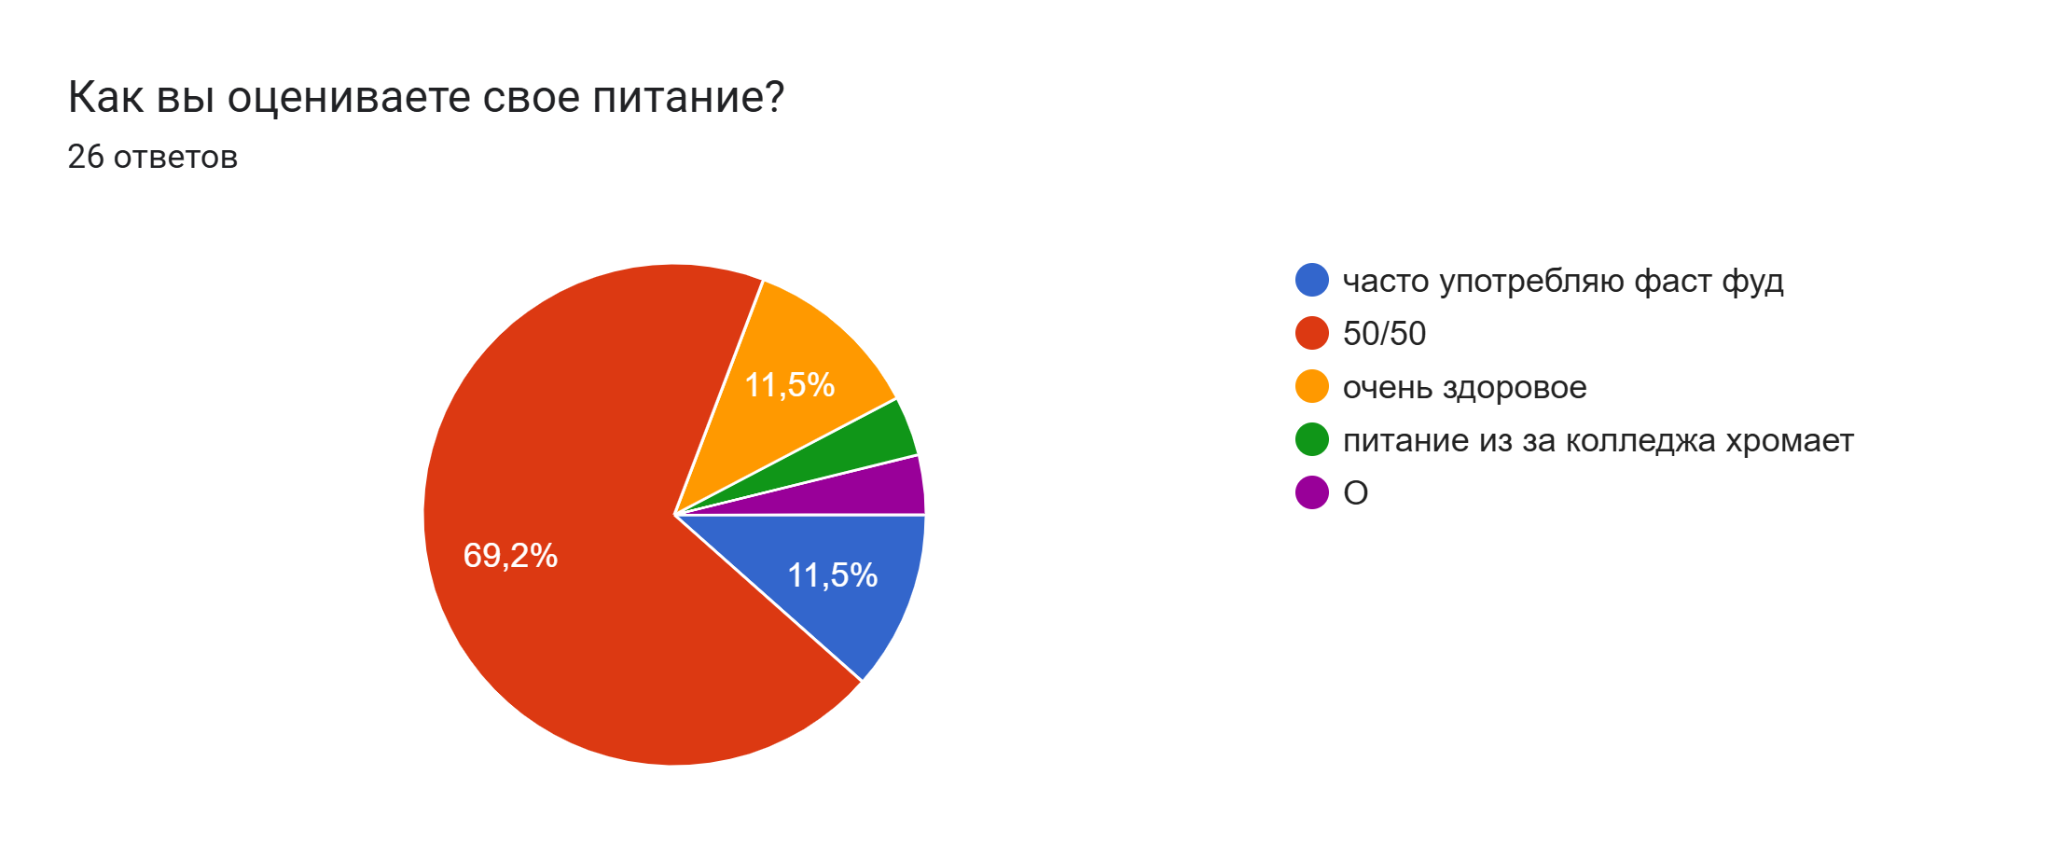 Как вы оцениваете свое питание?
26 ответов
часто употребляю фаст фуд
50/50
очень здоровое
питание из за колледжа хромает
О
11,5%
69,2%
11,5%